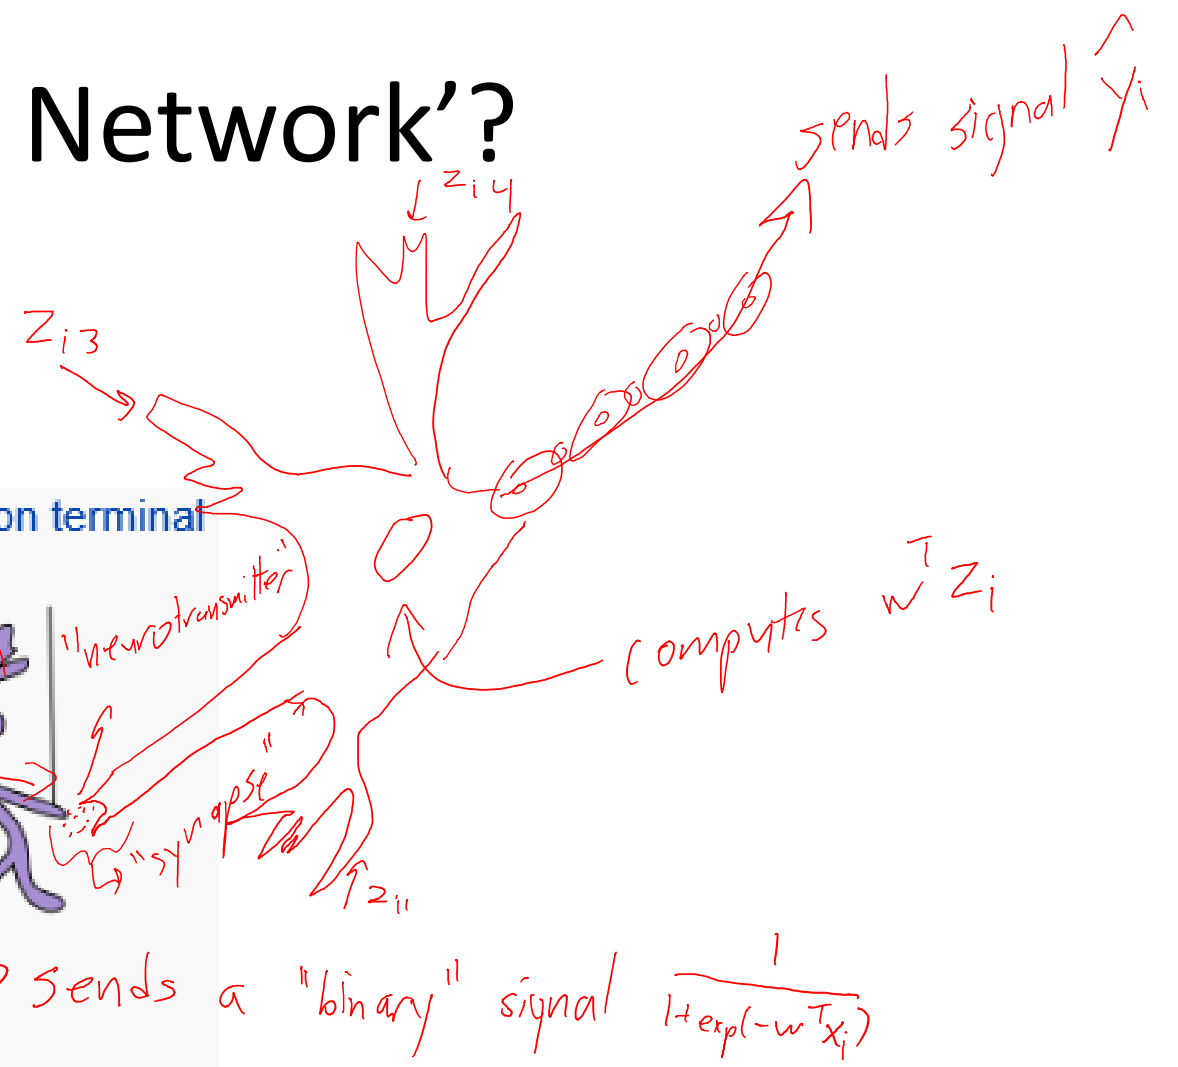 Network’?
sends signal ŷi
zi4
zi3
on terminal
"neurotransmitter"
computes wᵀzi
"synapse"
zi1
sends a "binary" signal 1/(1+exp(-wᵀxi))